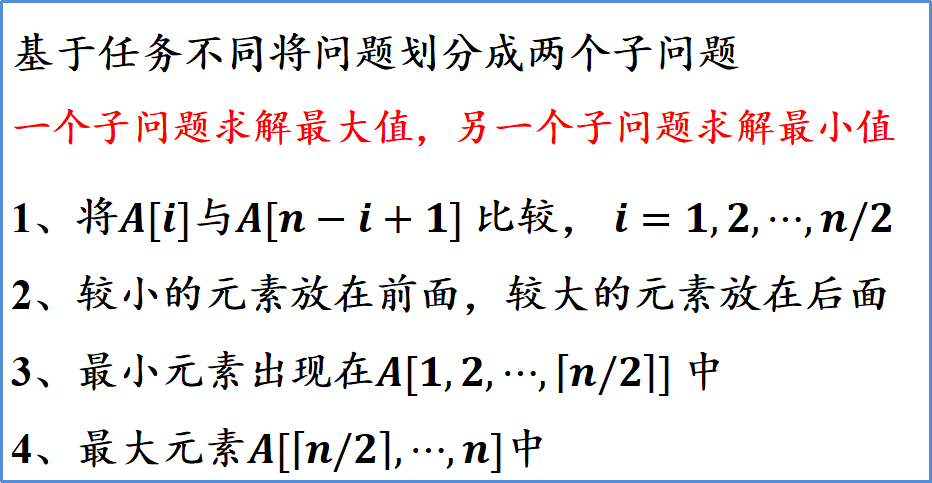 基于任务不同将问题划分成两个子问题
一个子问题求解最大值，另一个子问题求解最小值
1、将A[i]与A[n − i + 1] 比较， i = 1, 2, ⋯, n/2
2、较小的元素放在前面，较大的元素放在后面
3、最小元素出现在A[1, 2, ⋯, ⌈n/2⌉] 中
4、最大元素A[⌈n/2⌉, ⋯, n]中